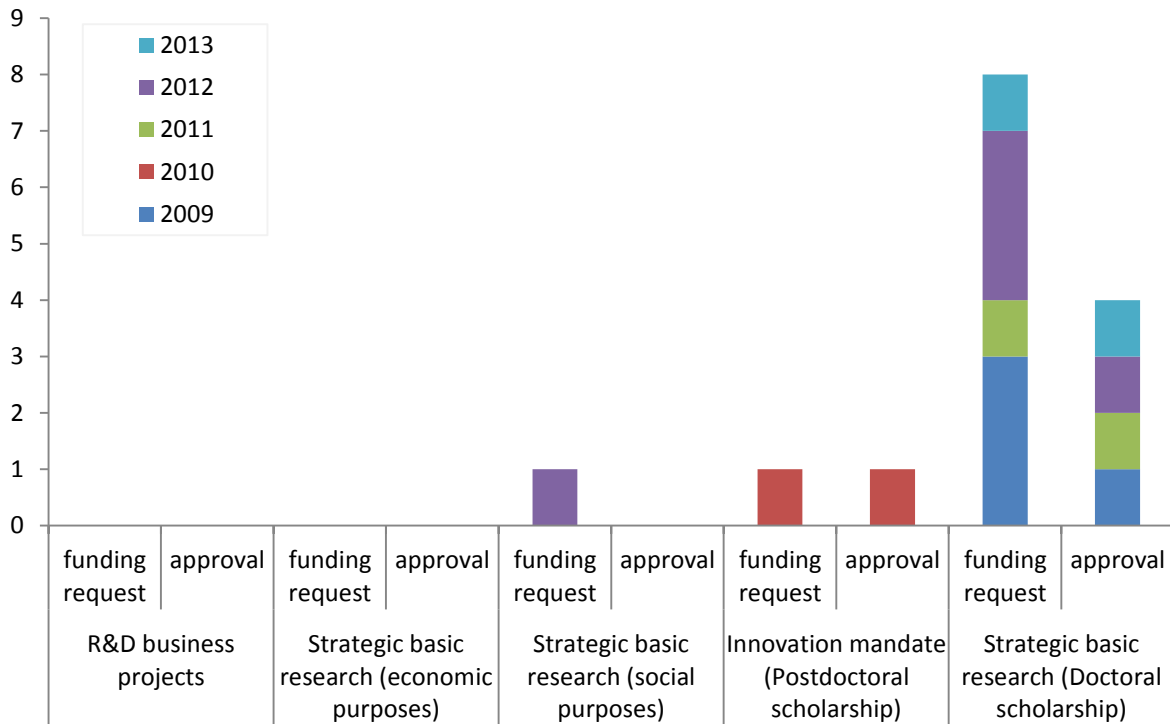 9
8
7
6
5
4
3
2
1
0
2013
2012
2011
2010
2009
funding
request
approval
funding
request
approval
funding
request
approval
funding
request
approval
funding
request
approval
R&D business
projects
Strategic basic
research (economic
purposes)
Strategic basic
research (social
purposes)
Innovation mandate
(Postdoctoral
scholarship)
Strategic basic
research (Doctoral
scholarship)